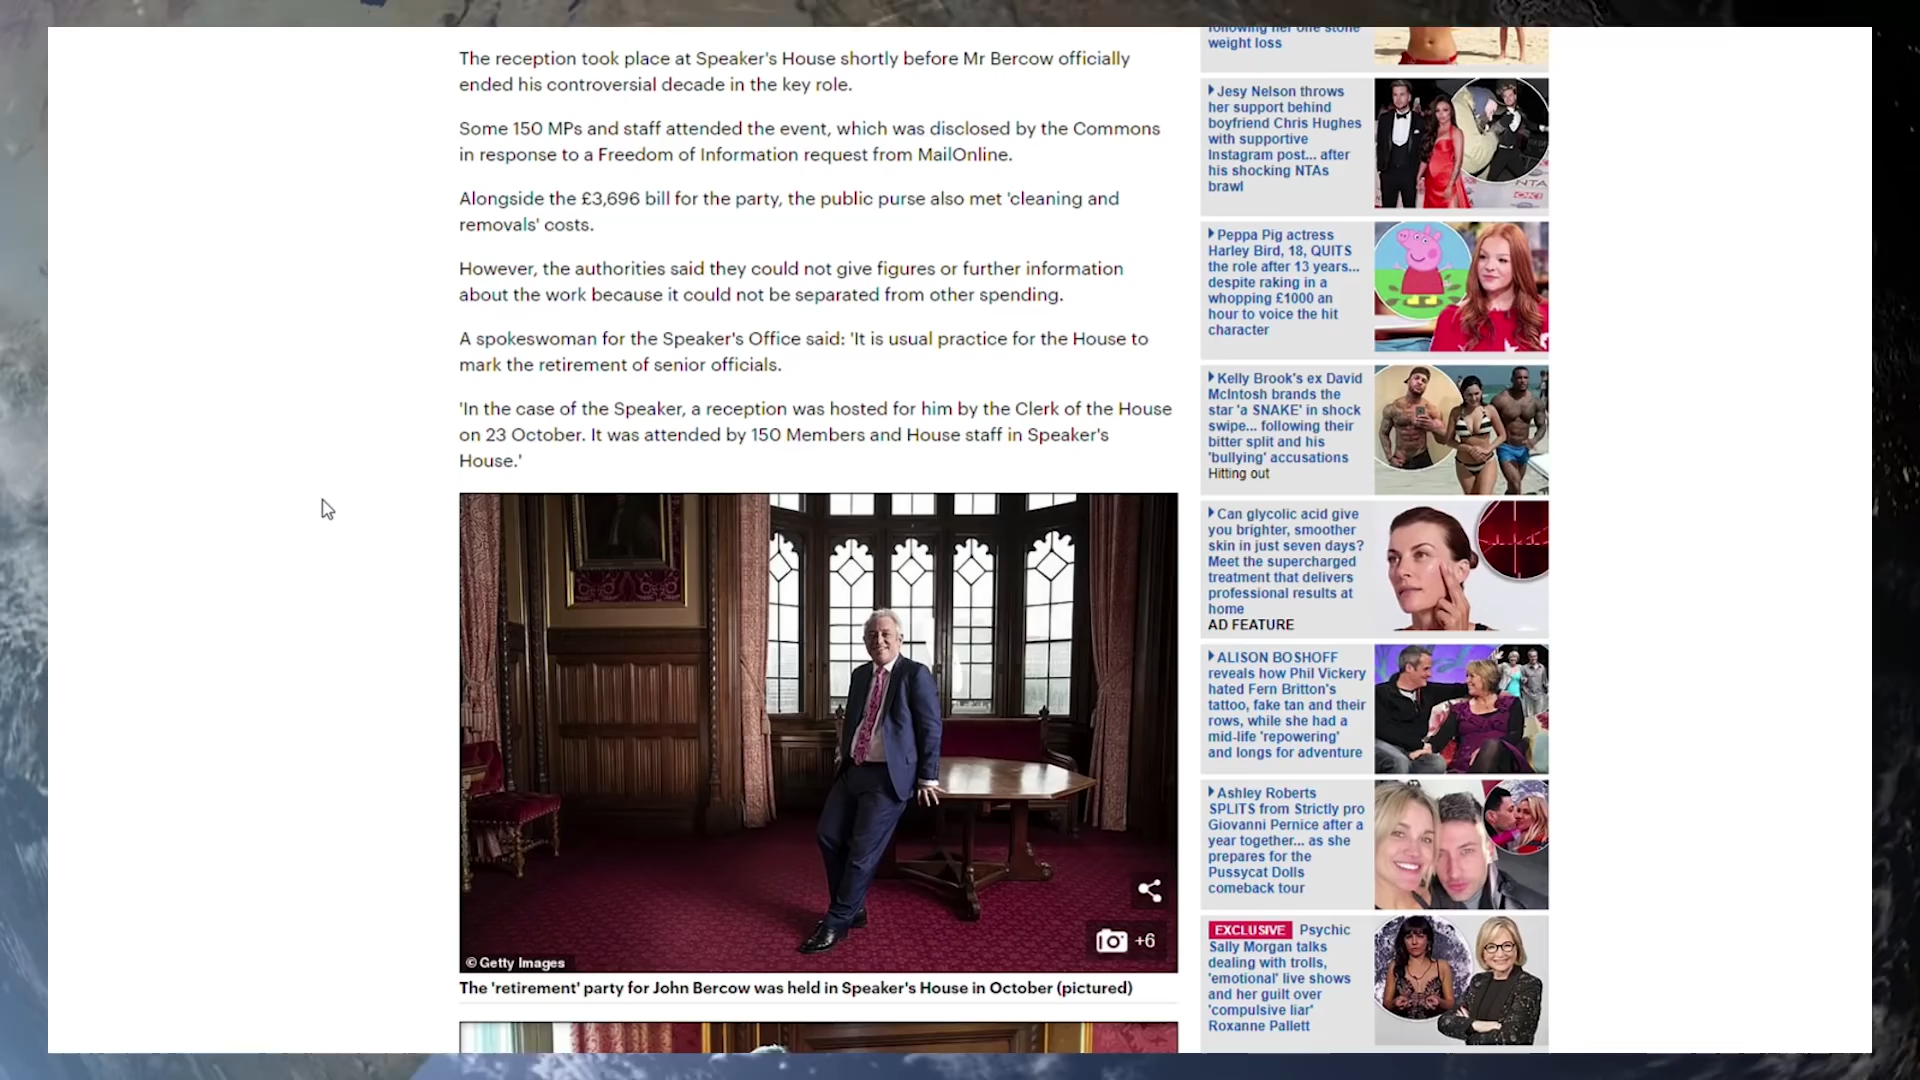 The reception took place at Speaker's House shortly before Mr Bercow officially
ended his controversial decade in the key role.
Some 150 MPs and staff attended the event, which was disclosed by the Commons
in response to a Freedom of Information request from MailOnline.
Alongside the £3,696 bill for the party, the public purse also met 'cleaning and
removals' costs.
However, the authorities said they could not give figures or further information
about the work because it could not be separated from other spending.
A spokeswoman for the Speaker's Office said: 'It is usual practice for the House to
mark the retirement of senior officials.
'In the case of the Speaker, a reception was hosted for him by the Clerk of the House
on 23 October. It was attended by 150 Members and House staff in Speaker's
House.'
+6
© Getty Images
The 'retirement' party for John Bercow was held in Speaker's House in October (pictured)
following her one stone
weight loss
Jesy Nelson throws
her support behind
boyfriend Chris Hughes
with supportive
Instagram post... after
his shocking NTAs
brawl
Peppa Pig actress
Harley Bird, 18, QUITS
the role after 13 years...
despite raking in a
whopping £1000 an
hour to voice the hit
character
Kelly Brook's ex David
McIntosh brands the
star 'a SNAKE' in shock
swipe... following their
bitter split and his
'bullying' accusations
Hitting out
Can glycolic acid give
you brighter, smoother
skin in just seven days?
Meet the supercharged
treatment that delivers
professional results at
home
AD FEATURE
ALISON BOSHOFF
reveals how Phil Vickery
hated Fern Britton's
tattoo, fake tan and their
rows, while she had a
mid-life 'repowering'
and longs for adventure
Ashley Roberts
SPLITS from Strictly pro
Giovanni Pernice after a
year together... as she
prepares for the
Pussycat Dolls
comeback tour
EXCLUSIVE Psychic
Sally Morgan talks
dealing with trolls,
'emotional' live shows
and her guilt over
'compulsive liar'
Roxanne Pallett